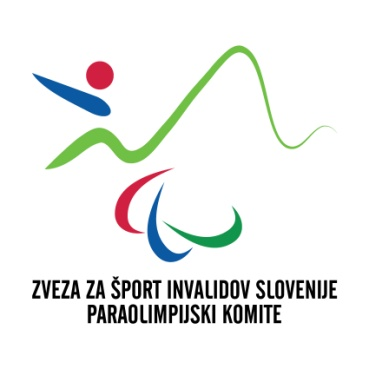 ZVEZA ZA ŠPORT INVALIDOV SLOVENIJE
PARAOLIMPIJSKI KOMITE